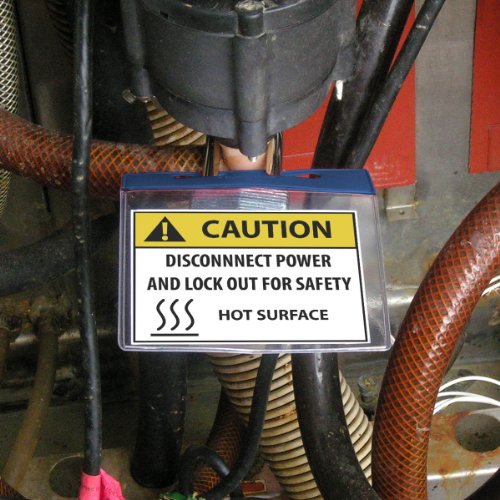 CAUTION
DISCONNNECT POWER
AND LOCK OUT FOR SAFETY
HOT SURFACE